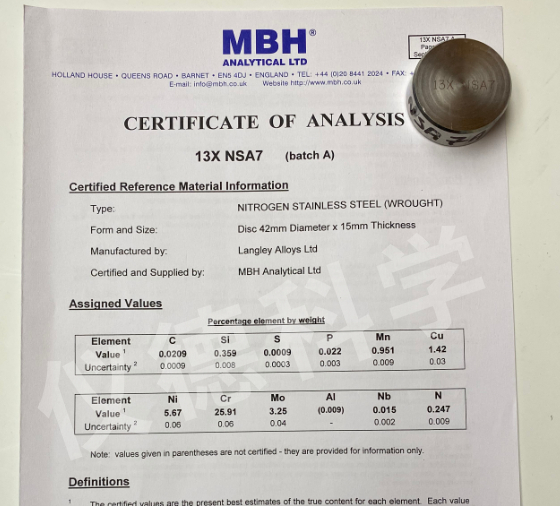 MBH®
ANALYTICAL LTD
HOLLAND HOUSE • QUEENS ROAD • BARNET • EN5 4DJ • ENGLAND • TEL: +44 (0)20 8441 2024 • FAX:
E-mail: info@mbh.co.uk Website http://www.mbh.co.uk
13X NSA7 A
13X NSA7
NSA7
CERTIFICATE OF ANALYSIS
13X NSA7 (batch A)
Certified Reference Material Information
Type: NITROGEN STAINLESS STEEL (WROUGHT)
Form and Size: Disc 42mm Diameter x 15mm Thickness
Manufactured by: Langley Alloys Ltd
Certified and Supplied by: MBH Analytical Ltd
Assigned Values
Percentage element by weight
Element C Si S P Mn Cu
Value 1 0.0209 0.359 0.0009 0.022 0.951 1.42
Uncertainty 2 0.0009 0.008 0.0003 0.003 0.009 0.03
Element Ni Cr Mo Al Nb N
Value 1 5.67 25.91 3.25 (0.009) 0.015 0.247
Uncertainty 2 0.06 0.06 0.04 - 0.002 0.009
Note: values given in parentheses are not certified - they are provided for information only.
Definitions
1 The certified values are the present best estimates of the true content for each element. Each value
仪德科学